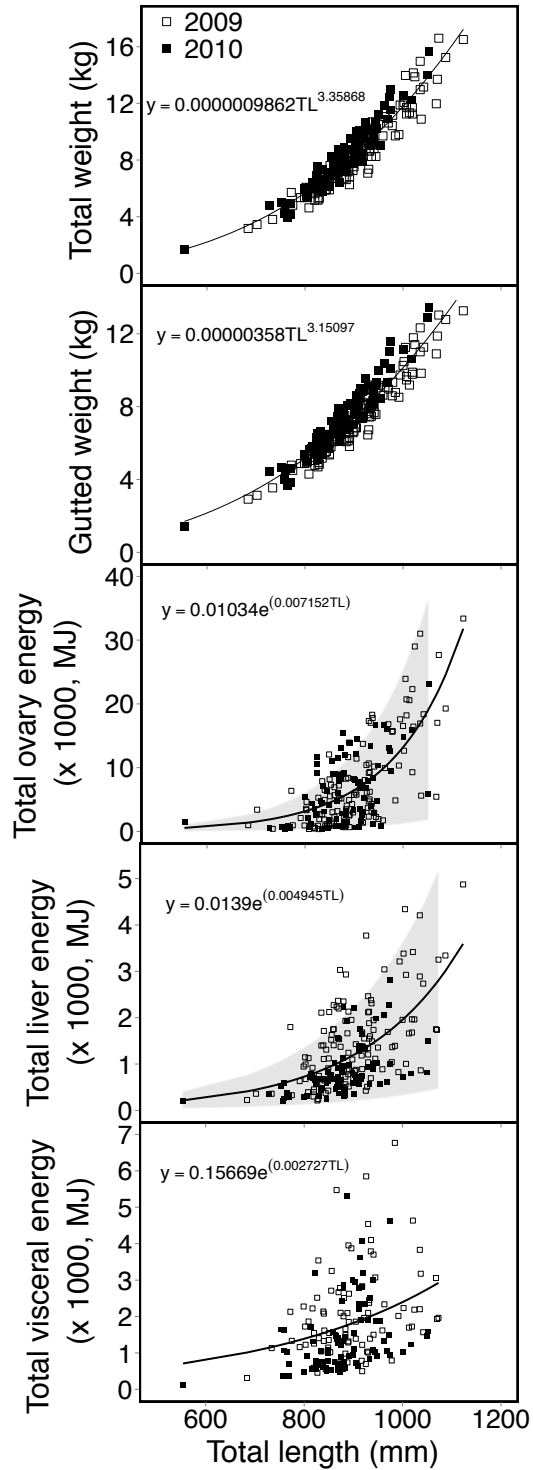 □ 2009
■ 2010
y = 0.0000009862TL^3.35868
Total weight (kg)
16
12
8
4
0
y = 0.00000358TL^3.15097
Gutted weight (kg)
12
8
4
0
y = 0.01034e^(0.007152TL)
Total ovary energy
(x 1000, MJ)
40
30
20
10
0
y = 0.0139e^(0.004945TL)
Total liver energy
(x 1000, MJ)
5
4
3
2
1
0
y = 0.15669e^(0.002727TL)
Total visceral energy
(x 1000, MJ)
7
6
5
4
3
2
1
0
600 800 1000 1200
Total length (mm)